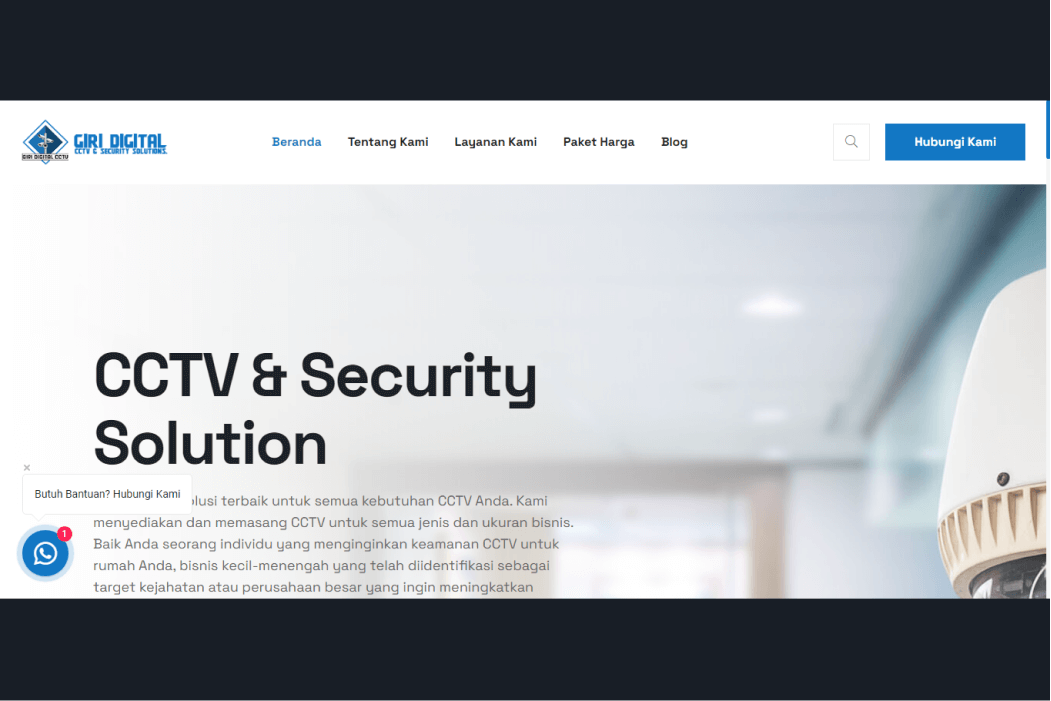 GIRI DIGITAL
CCTV & SECURITY SOLUTIONS.
GIRI DIGITAL CCTV
Beranda
Tentang Kami
Layanan Kami
Paket Harga
Blog
Hubungi Kami
CCTV & Security
Solution
Butuh Bantuan? Hubungi Kami
1
olusi terbaik untuk semua kebutuhan CCTV Anda. Kami
menyediakan dan memasang CCTV untuk semua jenis dan ukuran bisnis.
Baik Anda seorang individu yang menginginkan keamanan CCTV untuk
rumah Anda, bisnis kecil-menengah yang telah diidentifikasi sebagai
target kejahatan atau perusahaan besar yang ingin meningkatkan